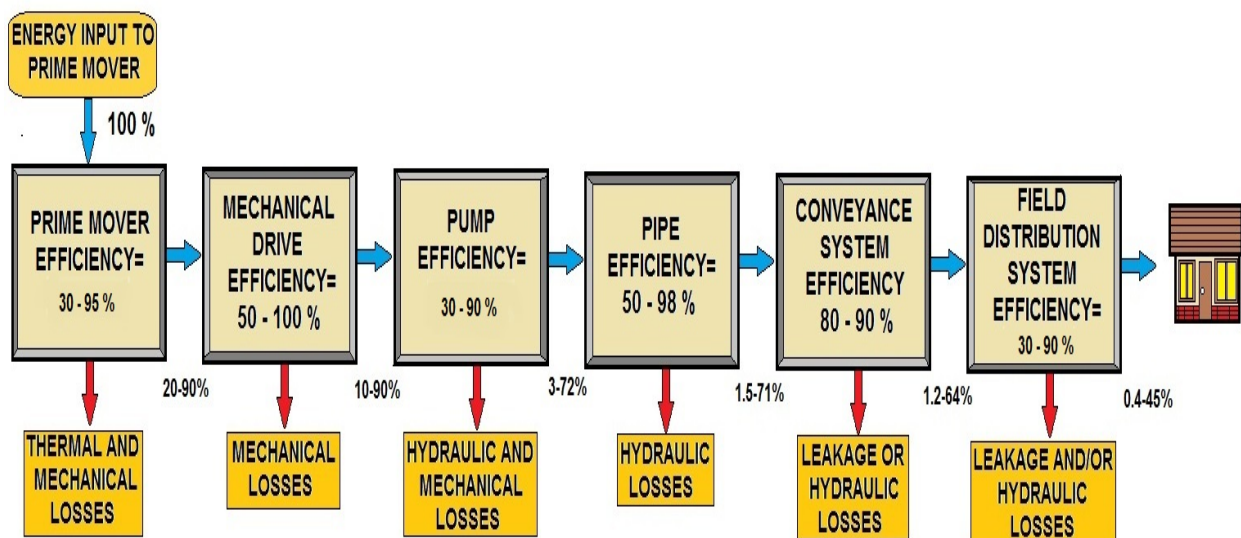 ENERGY INPUT TO
PRIME MOVER
100 %
PRIME MOVER
EFFICIENCY=
30 - 95 %
MECHANICAL
DRIVE
EFFICIENCY=
50 - 100 %
PUMP
EFFICIENCY=
30 - 90 %
PIPE
EFFICIENCY=
50 - 98 %
CONVEYANCE
SYSTEM
EFFICIENCY
80 - 90 %
FIELD
DISTRIBUTION
SYSTEM
EFFICIENCY=
30 - 90 %
20-90%
10-90%
3-72%
1.5-71%
1.2-64%
0.4-45%
THERMAL AND
MECHANICAL
LOSSES
MECHANICAL
LOSSES
HYDRAULIC AND
MECHANICAL
LOSSES
HYDRAULIC
LOSSES
LEAKAGE OR
HYDRAULIC
LOSSES
LEAKAGE AND/OR
HYDRAULIC
LOSSES